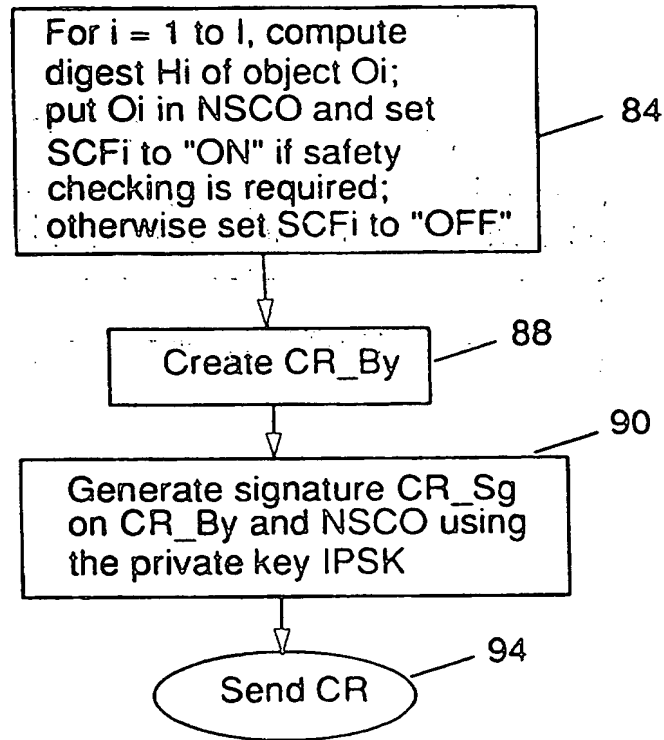 For i = 1 to I, compute
digest Hi of object Oi;
put Oi in NSCO and set
SCFi to "ON" if safety
checking is required;
otherwise set SCFi to "OFF"
84
Create CR_By
88
90
Generate signature CR_Sg
on CR_By and NSCO using
the private key IPSK
94
Send CR